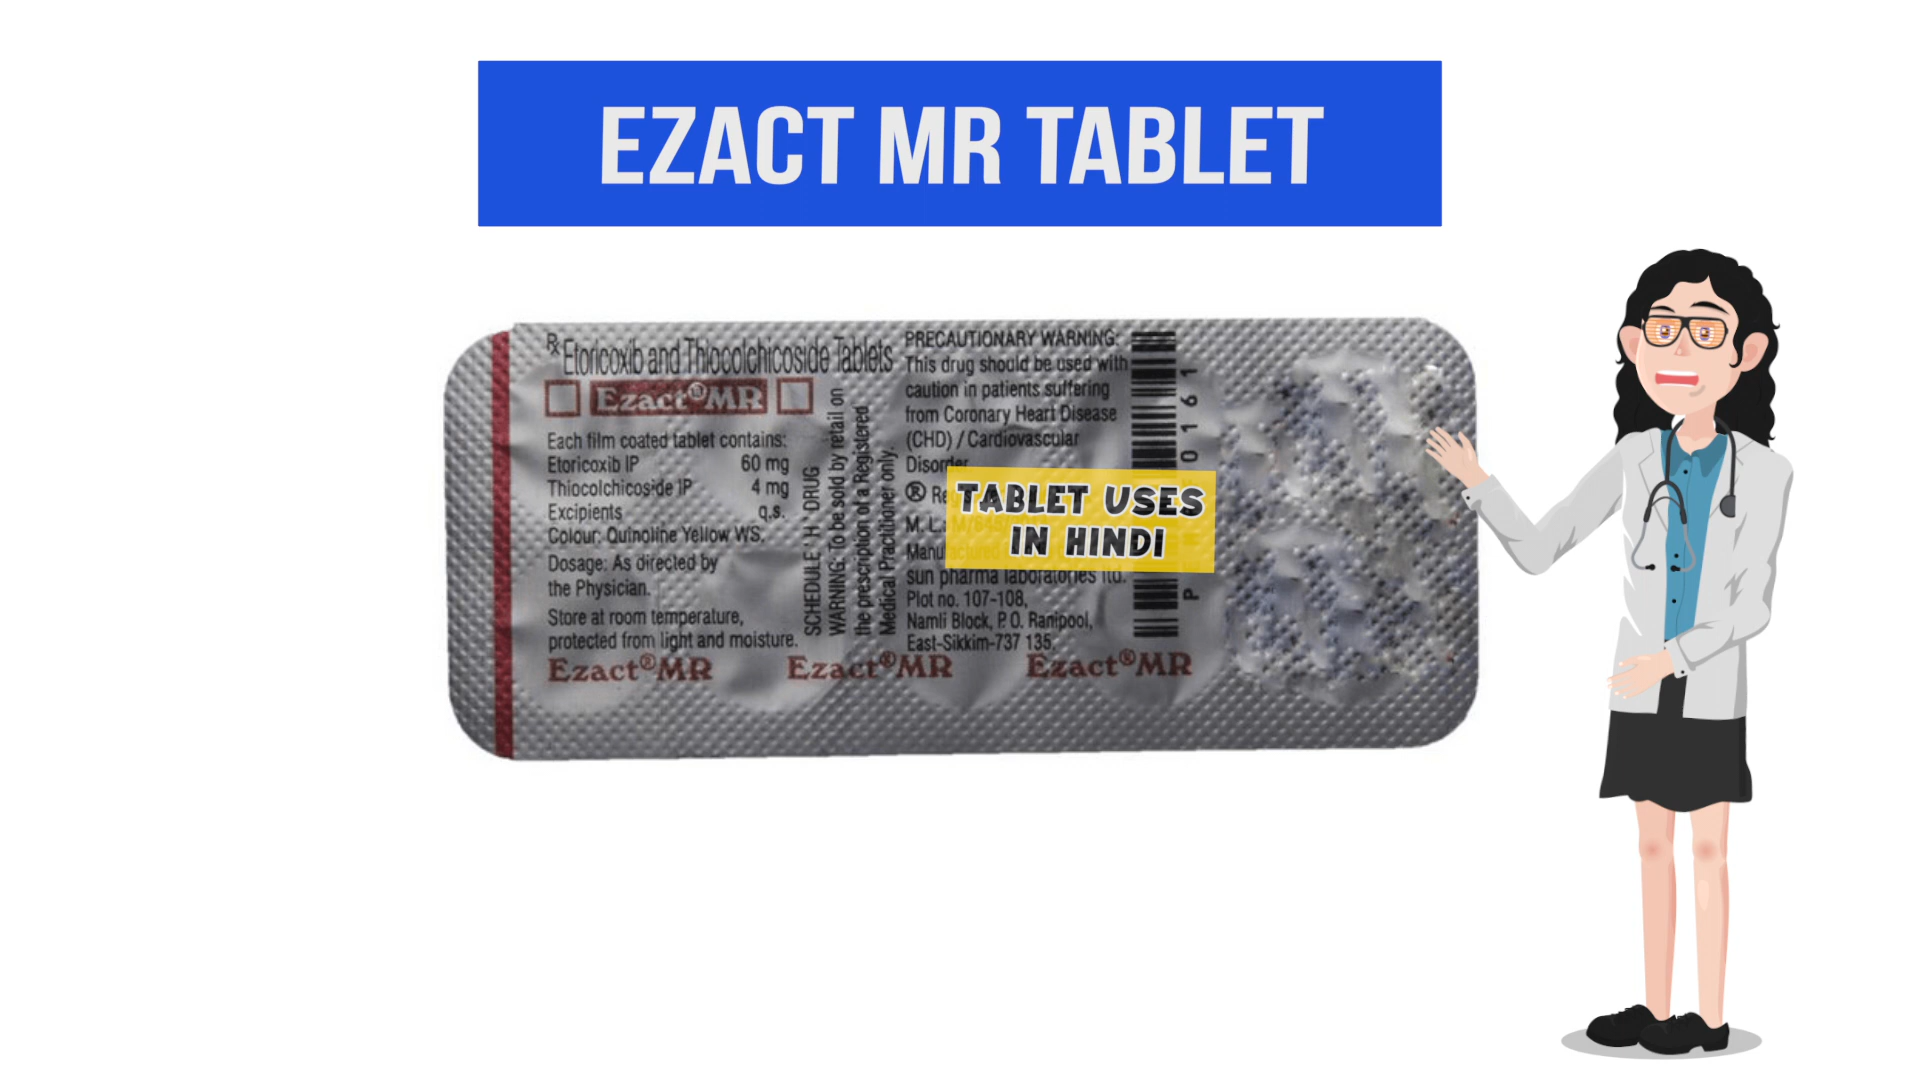 EZACT MR TABLET
Rx Etoricoxib and Thiocolchicoside Tablets
Ezact®MR
Each film coated tablet contains:
Etoricoxib IP 60 mg
Thiocolchicoside IP 4 mg
Excipients q.s.
Colour: Quinoline Yellow WS.
Dosage: As directed by
the Physician.
Store at room temperature,
protected from light and moisture.
SCHEDULE 'H' DRUG
WARNING: To be sold by retail on
the prescription of a Registered
Medical Practitioner only.
PRECAUTIONARY WARNING:
This drug should be used with
caution in patients suffering
from Coronary Heart Disease
(CHD) / Cardiovascular
Disorder
®
M. L.
sun pharma laboratories ltd.
Plot no. 107-108,
Namli Block, P.O. Ranipool,
East-Sikkim-737 135.
0161
TABLET USES
IN HINDI
Ezact®MR Ezact®MR Ezact®MR